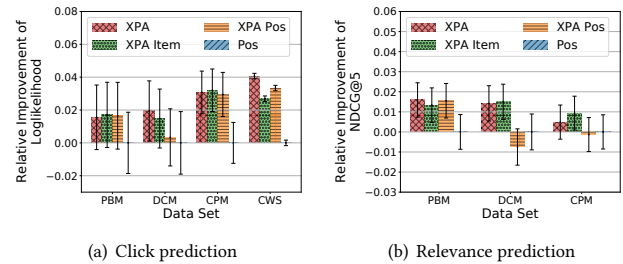 XPA
XPA Item
XPA Pos
Pos
Relative Improvement of
Loglikelihood
0.08
0.06
0.04
0.02
0.00
−0.02
PBM
DCM
CPM
CWS
Data Set
(a) Click prediction
XPA
XPA Item
XPA Pos
Pos
Relative Improvement of
NDCG@5
0.06
0.05
0.04
0.03
0.02
0.01
0.00
−0.01
−0.02
−0.03
PBM
DCM
CPM
Data Set
(b) Relevance prediction